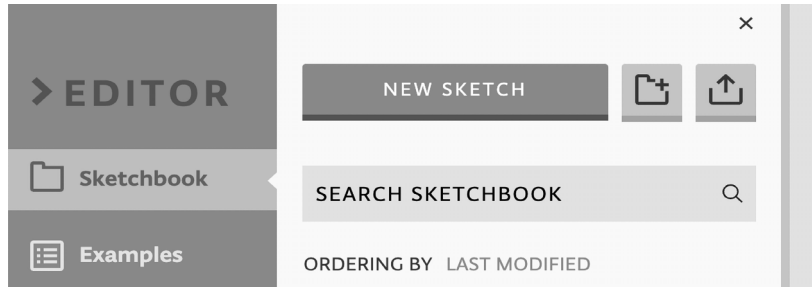 EDITOR
Sketchbook
Examples
NEW SKETCH
SEARCH SKETCHBOOK
ORDERING BY LAST MODIFIED